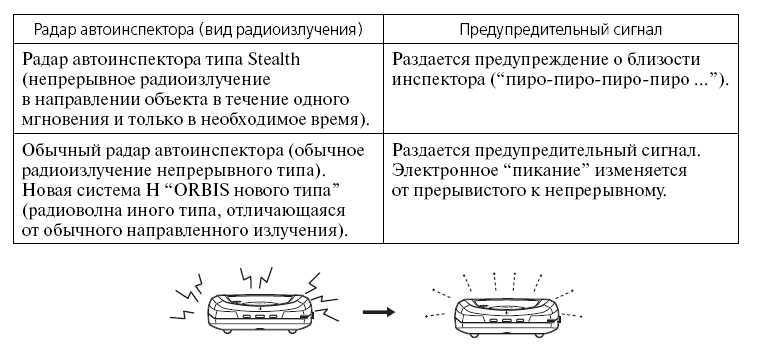 Радар автоинспектора (вид радиоизлучения)
Предупредительный сигнал
Радар автоинспектора типа Stealth
(непрерывное радиоизлучение
в направлении объекта в течение одного
мгновения и только в необходимое время).
Раздается предупреждение о близости
инспектора (“пиро-пиро-пиро-пиро ...”).
Обычный радар автоинспектора (обычное
радиоизлучение непрерывного типа).
Новая система H “ORBIS нового типа”
(радиоволна иного типа, отличающаяся
от обычного направленного излучения).
Раздается предупредительный сигнал.
Электронное “пикание” изменяется
от прерывистого к непрерывному.